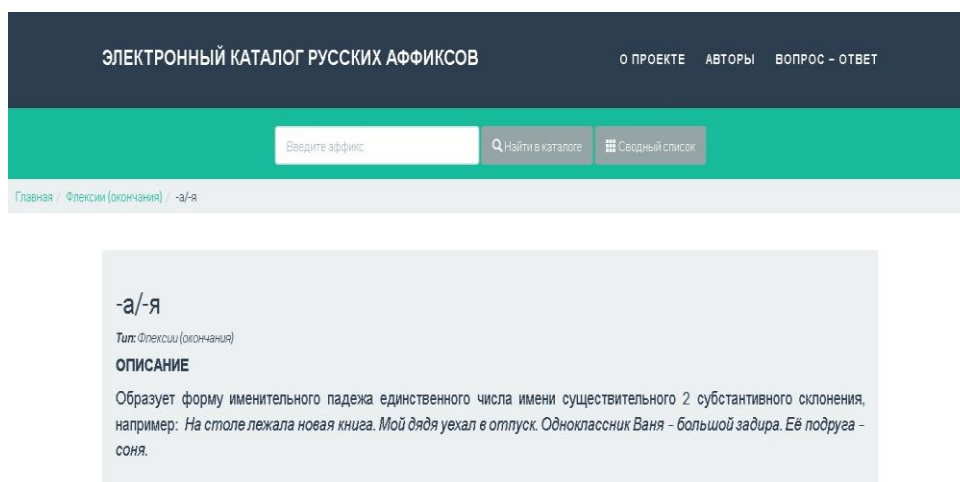 ЭЛЕКТРОННЫЙ КАТАЛОГ РУССКИХ АФФИКСОВ О ПРОЕКТЕ АВТОРЫ ВОПРОС – ОТВЕТ
Введите аффикс Найти в каталоге Сводный список
Главная / Флексии (окончания) / -а/-я
-а/-я
Тип: Флексии (окончания)
ОПИСАНИЕ
Образует форму именительного падежа единственного числа имени существительного 2 субстантивного склонения,
например: На столе лежала новая книга. Мой дядя уехал в отпуск. Одноклассник Ваня – большой задира. Её подруга –
соня.